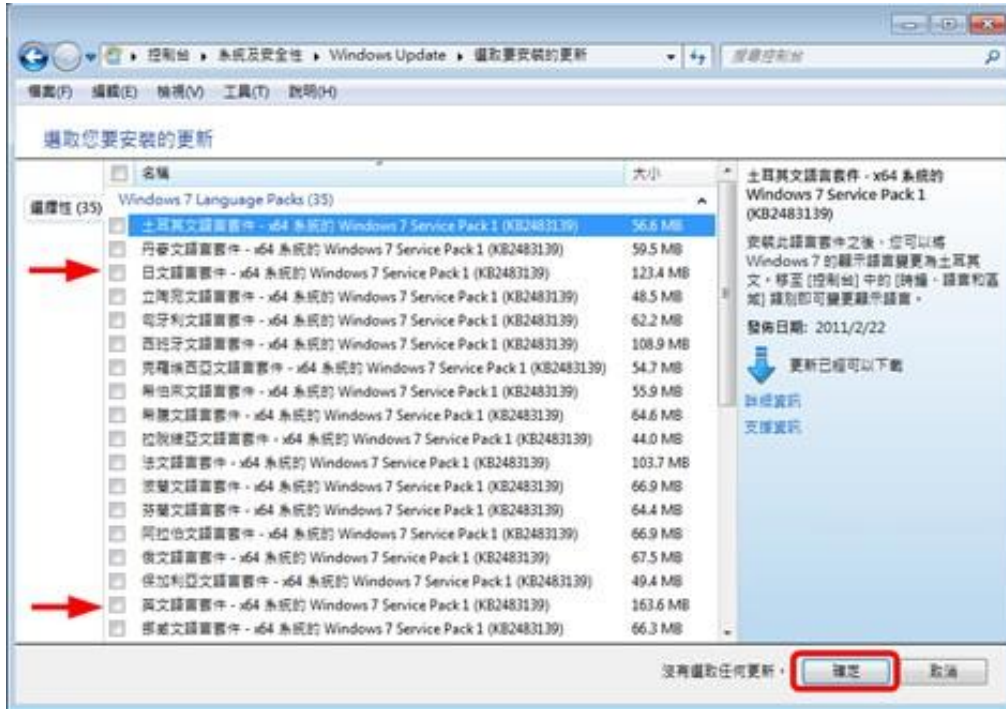 控制台 ▸ 系統及安全性 ▸ Windows Update ▸ 選取要安裝的更新
搜尋控制台
檔案(F) 編輯(E) 檢視(V) 工具(T) 說明(H)
選取您要安裝的更新
名稱 大小
選擇性 (35)
Windows 7 Language Packs (35)
土耳其文語言套件 - x64 系統的 Windows 7 Service Pack 1 (KB2483139) 56.6 MB
丹麥文語言套件 - x64 系統的 Windows 7 Service Pack 1 (KB2483139) 59.5 MB
日文語言套件 - x64 系統的 Windows 7 Service Pack 1 (KB2483139) 123.4 MB
立陶宛文語言套件 - x64 系統的 Windows 7 Service Pack 1 (KB2483139) 48.5 MB
匈牙利文語言套件 - x64 系統的 Windows 7 Service Pack 1 (KB2483139) 62.2 MB
西班牙文語言套件 - x64 系統的 Windows 7 Service Pack 1 (KB2483139) 108.9 MB
克羅埃西亞文語言套件 - x64 系統的 Windows 7 Service Pack 1 (KB2483139) 54.7 MB
希伯來文語言套件 - x64 系統的 Windows 7 Service Pack 1 (KB2483139) 55.9 MB
希臘文語言套件 - x64 系統的 Windows 7 Service Pack 1 (KB2483139) 64.6 MB
拉脫維亞文語言套件 - x64 系統的 Windows 7 Service Pack 1 (KB2483139) 44.0 MB
法文語言套件 - x64 系統的 Windows 7 Service Pack 1 (KB2483139) 103.7 MB
波蘭文語言套件 - x64 系統的 Windows 7 Service Pack 1 (KB2483139) 66.9 MB
芬蘭文語言套件 - x64 系統的 Windows 7 Service Pack 1 (KB2483139) 64.4 MB
阿拉伯文語言套件 - x64 系統的 Windows 7 Service Pack 1 (KB2483139) 66.9 MB
俄文語言套件 - x64 系統的 Windows 7 Service Pack 1 (KB2483139) 67.5 MB
保加利亞文語言套件 - x64 系統的 Windows 7 Service Pack 1 (KB2483139) 49.4 MB
英文語言套件 - x64 系統的 Windows 7 Service Pack 1 (KB2483139) 163.6 MB
挪威文語言套件 - x64 系統的 Windows 7 Service Pack 1 (KB2483139) 66.3 MB
土耳其文語言套件 - x64 系統的
Windows 7 Service Pack 1
(KB2483139)
安裝此語言套件之後，您可以將
Windows 7 的顯示語言變更為土耳其
文。移至 [控制台] 中的 [時鐘、語言和區
域] 類別即可變更顯示語言。
發佈日期: 2011/2/22
更新已經可以下載
詳細資訊
支援資訊
沒有選取任何更新。 確定 取消